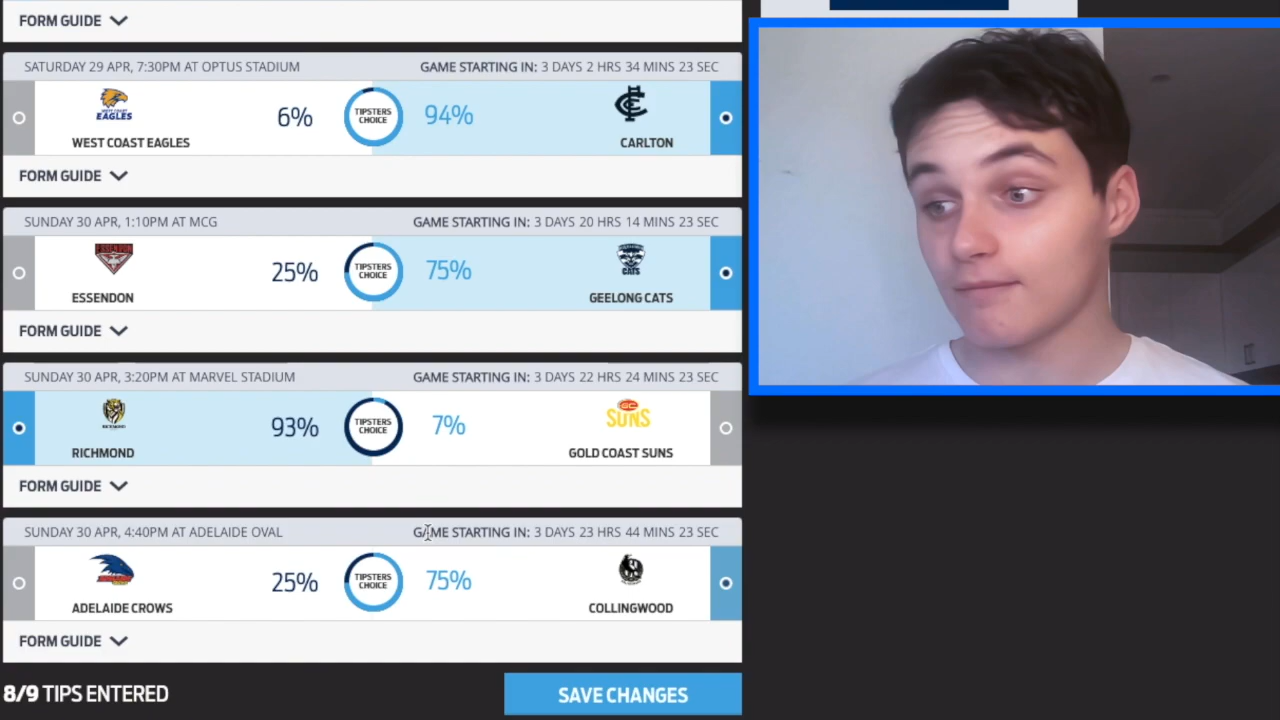 FORM GUIDE
SATURDAY 29 APR, 7:30PM AT OPTUS STADIUM GAME STARTING IN: 3 DAYS 2 HRS 34 MINS 23 SEC
WEST COAST
EAGLES
6% TIPSTERS CHOICE 94%
WEST COAST EAGLES CARLTON
FORM GUIDE
SUNDAY 30 APR, 1:10PM AT MCG GAME STARTING IN: 3 DAYS 20 HRS 14 MINS 23 SEC
CATS
25% TIPSTERS CHOICE 75%
ESSENDON GEELONG CATS
FORM GUIDE
SUNDAY 30 APR, 3:20PM AT MARVEL STADIUM GAME STARTING IN: 3 DAYS 22 HRS 24 MINS 23 SEC
GC
SUNS
93% TIPSTERS CHOICE 7%
RICHMOND GOLD COAST SUNS
FORM GUIDE
SUNDAY 30 APR, 4:40PM AT ADELAIDE OVAL GAME STARTING IN: 3 DAYS 23 HRS 44 MINS 23 SEC
25% TIPSTERS CHOICE 75%
ADELAIDE CROWS COLLINGWOOD
FORM GUIDE
8/9 TIPS ENTERED SAVE CHANGES